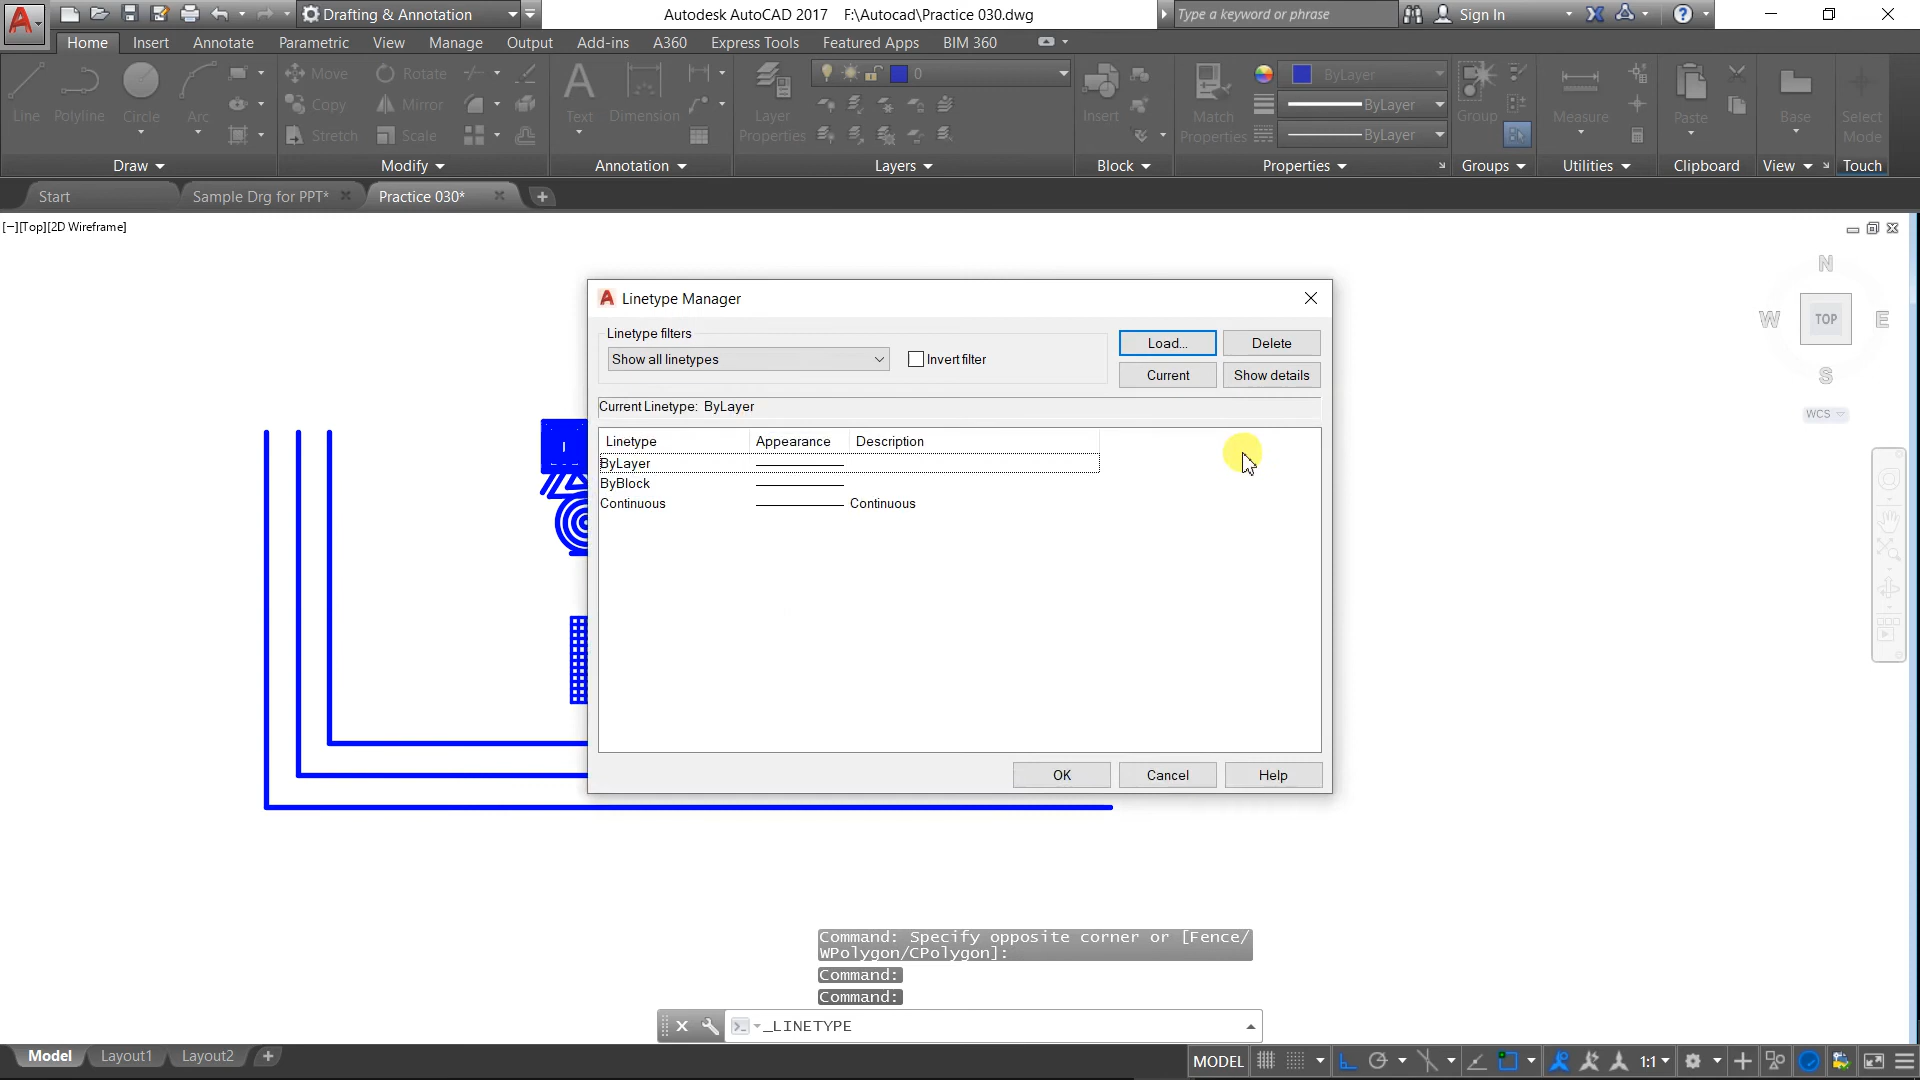 Drafting & Annotation
Autodesk AutoCAD 2017 F:\Autocad\Practice 030.dwg
Type a keyword or phrase
Sign In
Home Insert Annotate Parametric View Manage Output Add-ins A360 Express Tools Featured Apps BIM 360
Line Polyline Circle Arc
Move Rotate
Copy Mirror
Stretch Scale
Text Dimension
Layer Properties
0
Insert
Match Properties
ByLayer
ByLayer
ByLayer
Group
Measure
Paste
Base
Select Mode
Draw Modify Annotation Layers Block Properties Groups Utilities Clipboard View Touch
Start Sample Drg for PPT* Practice 030*
[−][Top][2D Wireframe]
N
W TOP E
S
WCS
Linetype Manager
Linetype filters
Show all linetypes
Invert filter
Load... Delete
Current Show details
Current Linetype: ByLayer
Linetype Appearance Description
ByLayer
ByBlock
Continuous Continuous
OK Cancel Help
Command: Specify opposite corner or [Fence/
WPolygon/CPolygon]:
Command:
Command:
_LINETYPE
Model Layout1 Layout2
MODEL 1:1